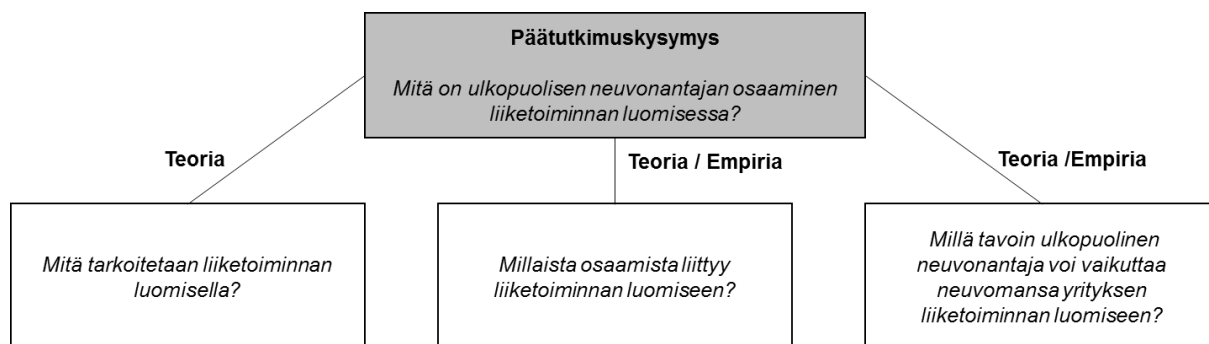 Päätutkimuskysymys
Mitä on ulkopuolisen neuvonantajan osaaminen
liiketoiminnan luomisessa?
Teoria
Teoria / Empiria
Teoria /Empiria
Mitä tarkoitetaan liiketoiminnan
luomisella?
Millaista osaamista liittyy
liiketoiminnan luomiseen?
Millä tavoin ulkopuolinen
neuvonantaja voi vaikuttaa
neuvomansa yrityksen
liiketoiminnan luomiseen?